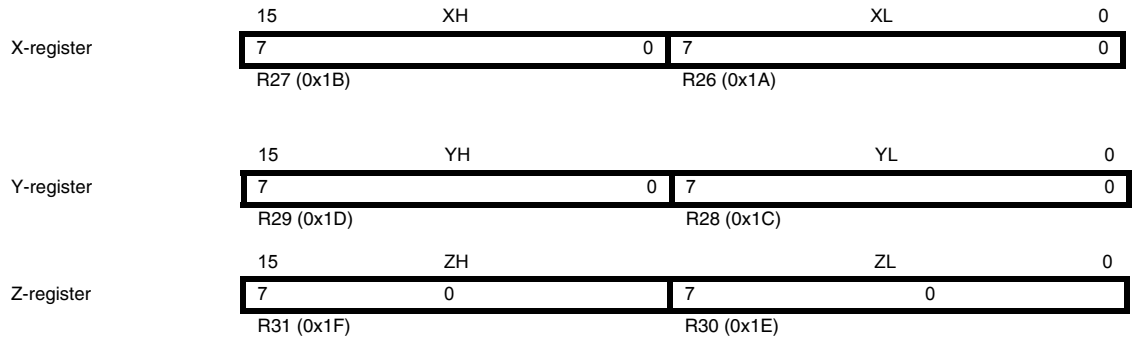 15 XH XL 0
X-register 7 0 7 0
R27 (0x1B) R26 (0x1A)
15 YH YL 0
Y-register 7 0 7 0
R29 (0x1D) R28 (0x1C)
15 ZH ZL 0
Z-register 7 0 7 0
R31 (0x1F) R30 (0x1E)